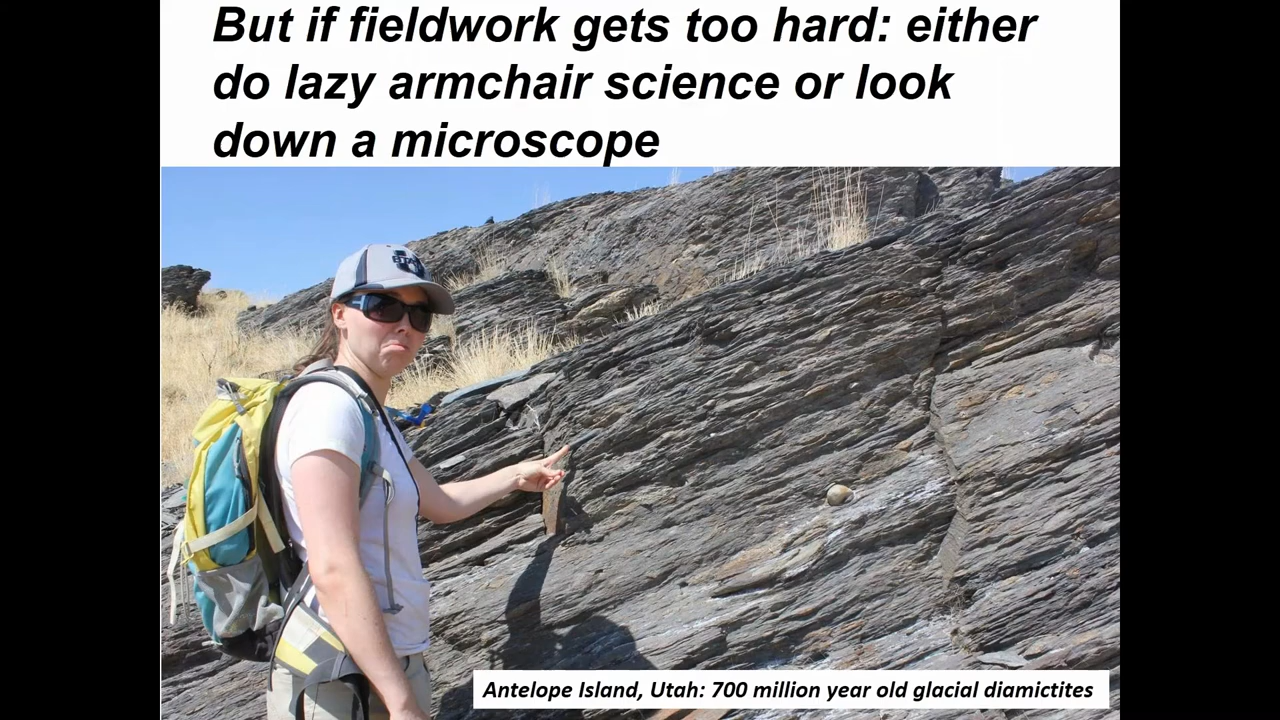 But if fieldwork gets too hard: either
do lazy armchair science or look
down a microscope
Antelope Island, Utah: 700 million year old glacial diamictites